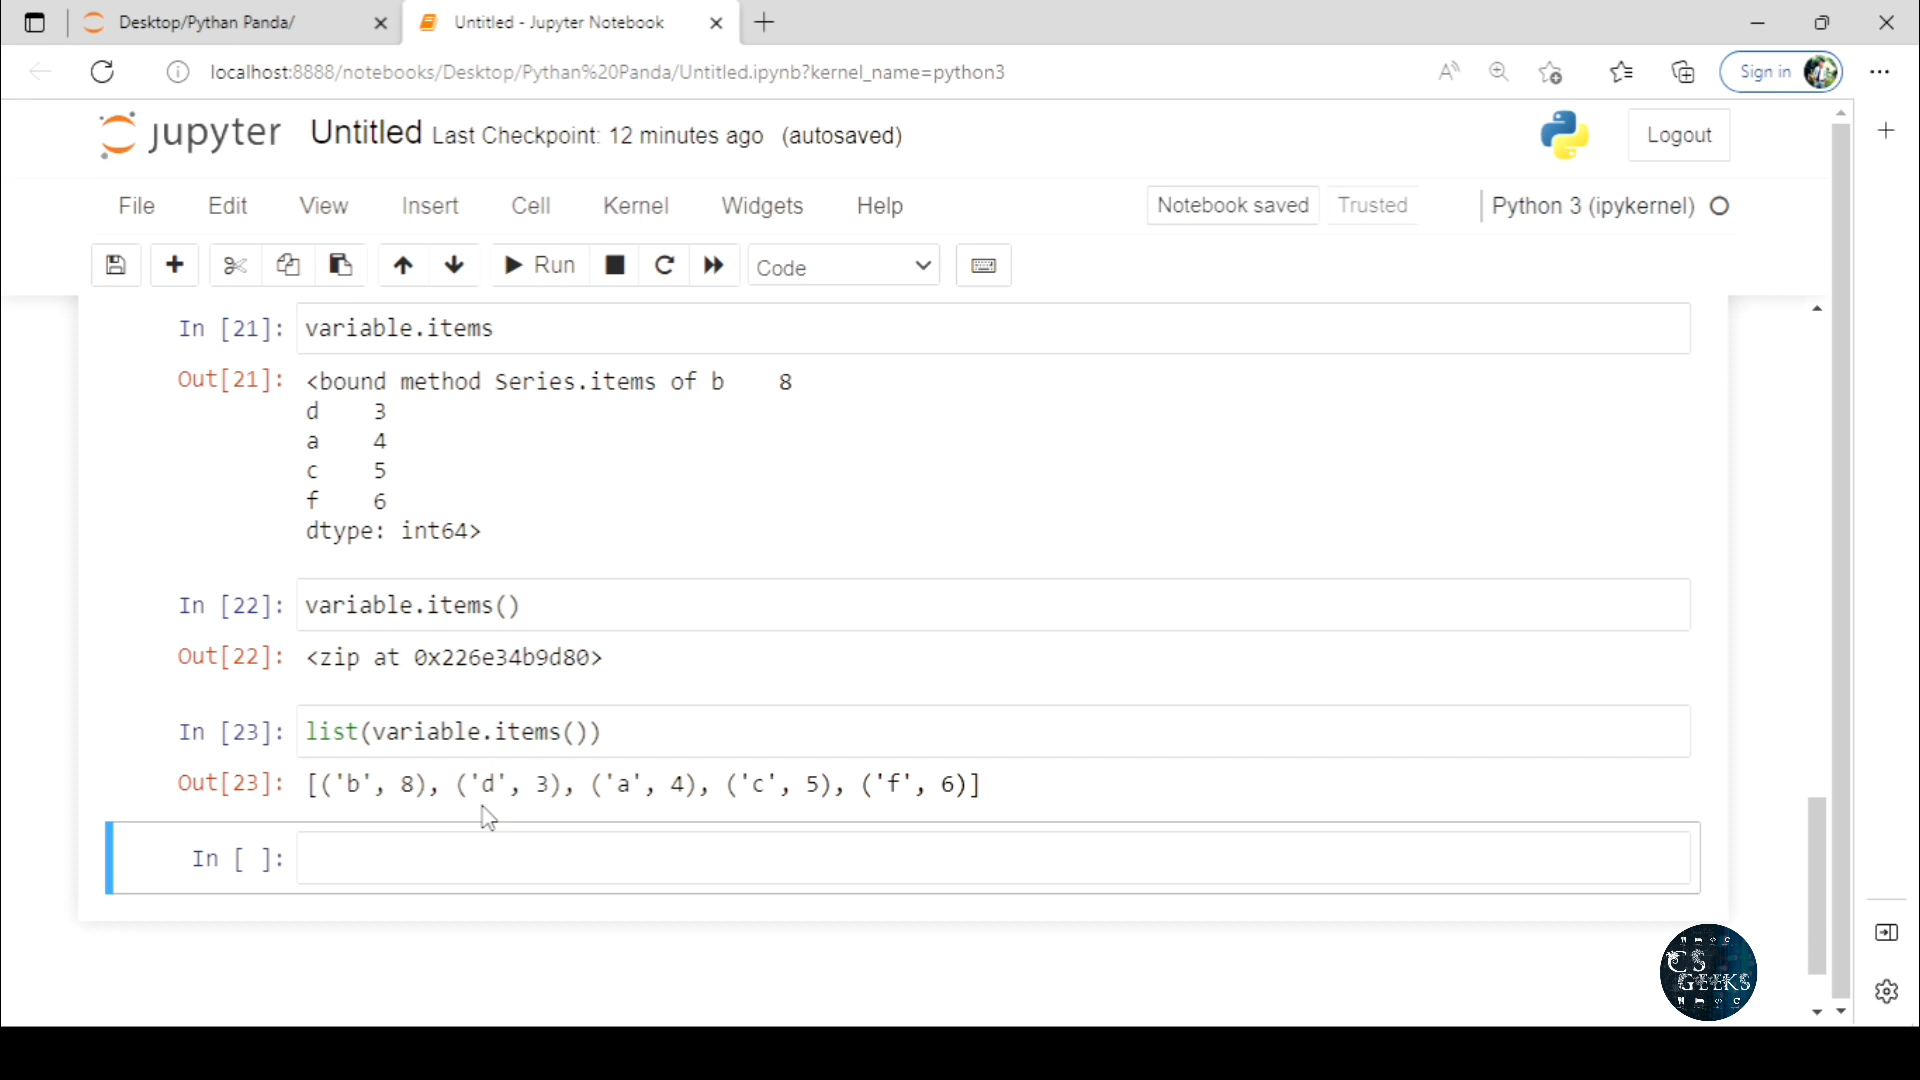 Desktop/Pythan Panda/
Untitled - Jupyter Notebook
localhost:8888/notebooks/Desktop/Pythan%20Panda/Untitled.ipynb?kernel_name=python3
Sign in
jupyter Untitled Last Checkpoint: 12 minutes ago (autosaved)
Logout
File Edit View Insert Cell Kernel Widgets Help Notebook saved Trusted Python 3 (ipykernel)
Run Code
In [21]: variable.items
Out[21]: <bound method Series.items of b    8
d    3
a    4
c    5
f    6
dtype: int64>
In [22]: variable.items()
Out[22]: <zip at 0x226e34b9d80>
In [23]: list(variable.items())
Out[23]: [('b', 8), ('d', 3), ('a', 4), ('c', 5), ('f', 6)]
In [ ]:
CS
GEEKS